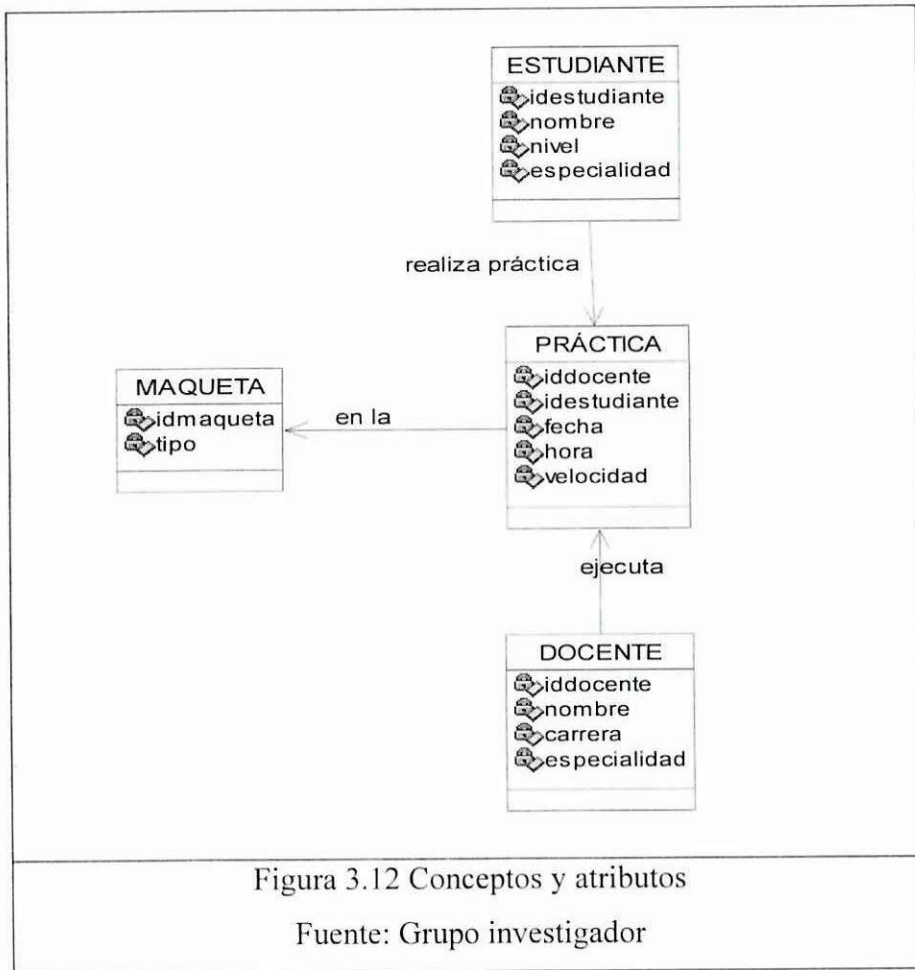 ESTUDIANTE
idestudiante
nombre
nivel
especialidad
realiza práctica
PRÁCTICA
iddocente
idestudiante
fecha
hora
velocidad
MAQUETA
idmaqueta
tipo
en la
ejecuta
DOCENTE
iddocente
nombre
carrera
especialidad
Figura 3.12 Conceptos y atributos
Fuente: Grupo investigador